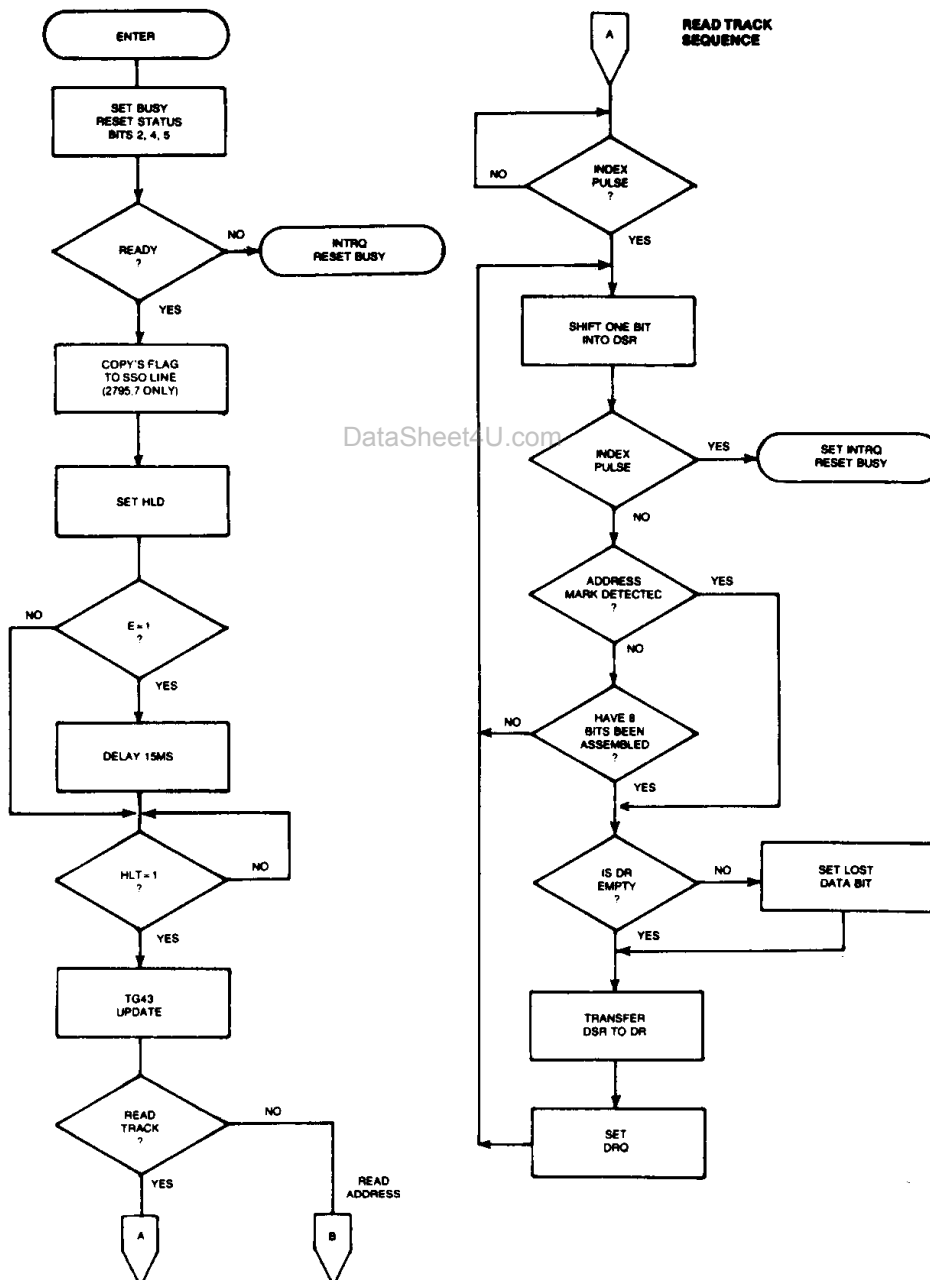 ENTER
SET BUSY
RESET STATUS
BITS 2, 4, 5
READY
?
NO
INTRQ
RESET BUSY
YES
COPY'S FLAG
TO SSO LINE
(2795.7 ONLY)
SET HLD
NO
E = 1
?
YES
DELAY 15MS
HLT = 1
?
NO
YES
TG43
UPDATE
READ
TRACK
?
NO
YES
READ
ADDRESS
A
B
A
READ TRACK
SEQUENCE
NO
INDEX
PULSE
?
YES
SHIFT ONE BIT
INTO DSR
DataSheet4U.com
INDEX
PULSE
YES
SET INTRQ
RESET BUSY
NO
ADDRESS
MARK DETECTED
?
YES
NO
NO
HAVE 8
BITS BEEN
ASSEMBLED
?
YES
IS DR
EMPTY
?
NO
SET LOST
DATA BIT
YES
TRANSFER
DSR TO DR
SET
DRQ